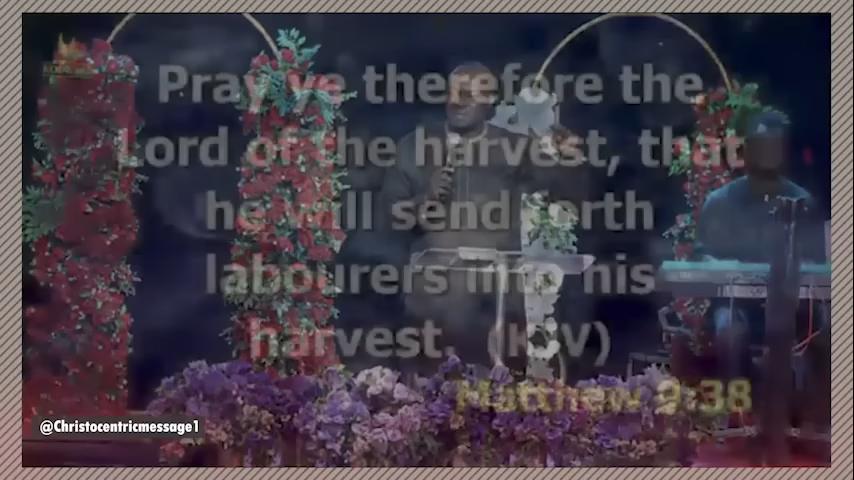 Pray ye therefore the
Lord of the harvest, that
he will send forth
labourers into his
harvest. (KJV)
Matthew 9:38
@Christocentricmessage1